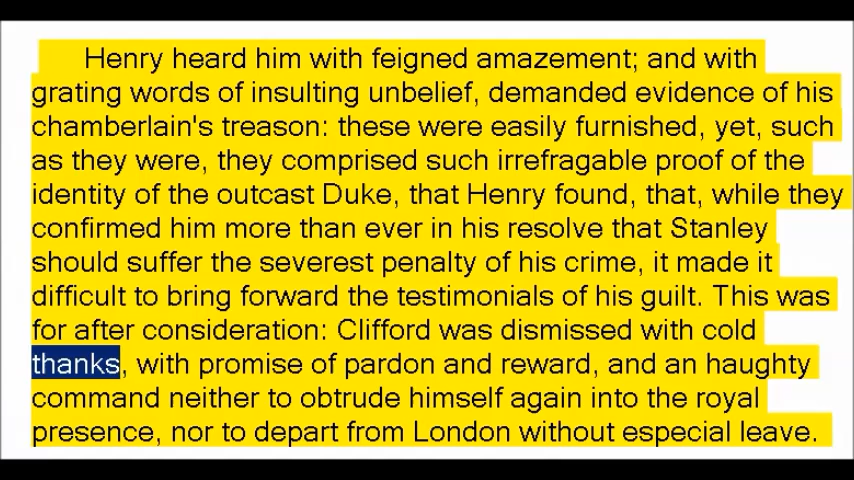 Henry heard him with feigned amazement; and with
grating words of insulting unbelief, demanded evidence of his
chamberlain's treason: these were easily furnished, yet, such
as they were, they comprised such irrefragable proof of the
identity of the outcast Duke, that Henry found, that, while they
confirmed him more than ever in his resolve that Stanley
should suffer the severest penalty of his crime, it made it
difficult to bring forward the testimonials of his guilt. This was
for after consideration: Clifford was dismissed with cold
thanks, with promise of pardon and reward, and an haughty
command neither to obtrude himself again into the royal
presence, nor to depart from London without especial leave.